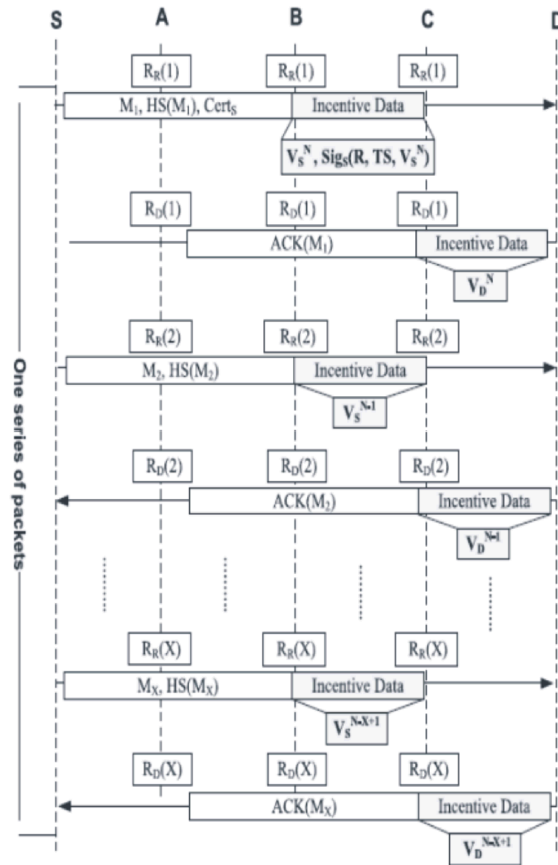 S A B C D
R_R(1) R_R(1) R_R(1)
M_1, HS(M_1), Cert_S Incentive Data
V_S^N, Sig_S(R, TS, V_S^N)
R_D(1) R_D(1) R_D(1)
ACK(M_1) Incentive Data
V_D^N
R_R(2) R_R(2) R_R(2)
M_2, HS(M_2) Incentive Data
V_S^N-1
R_D(2) R_D(2) R_D(2)
ACK(M_2) Incentive Data
V_D^N-1
One series of packets
R_R(X) R_R(X) R_R(X)
M_X, HS(M_X) Incentive Data
V_S^N-X+1
R_D(X) R_D(X) R_D(X)
ACK(M_X) Incentive Data
V_D^N-X+1